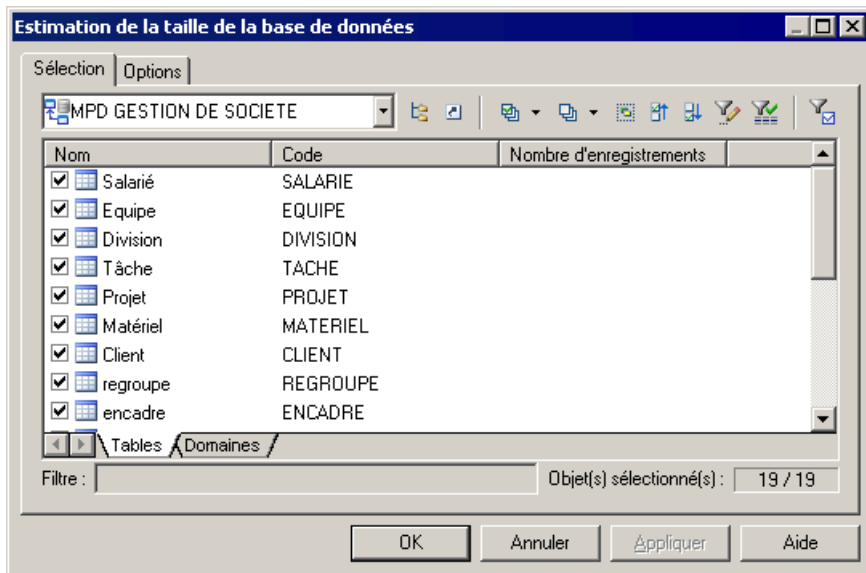 Estimation de la taille de la base de données
Sélection Options
MPD GESTION DE SOCIETE
Nom Code Nombre d'enregistrements
Salarié SALARIE
Equipe EQUIPE
Division DIVISION
Tâche TACHE
Projet PROJET
Matériel MATERIEL
Client CLIENT
regroupe REGROUPE
encadre ENCADRE
Tables Domaines
Filtre : Objet(s) sélectionné(s) : 19 / 19
OK Annuler Appliquer Aide